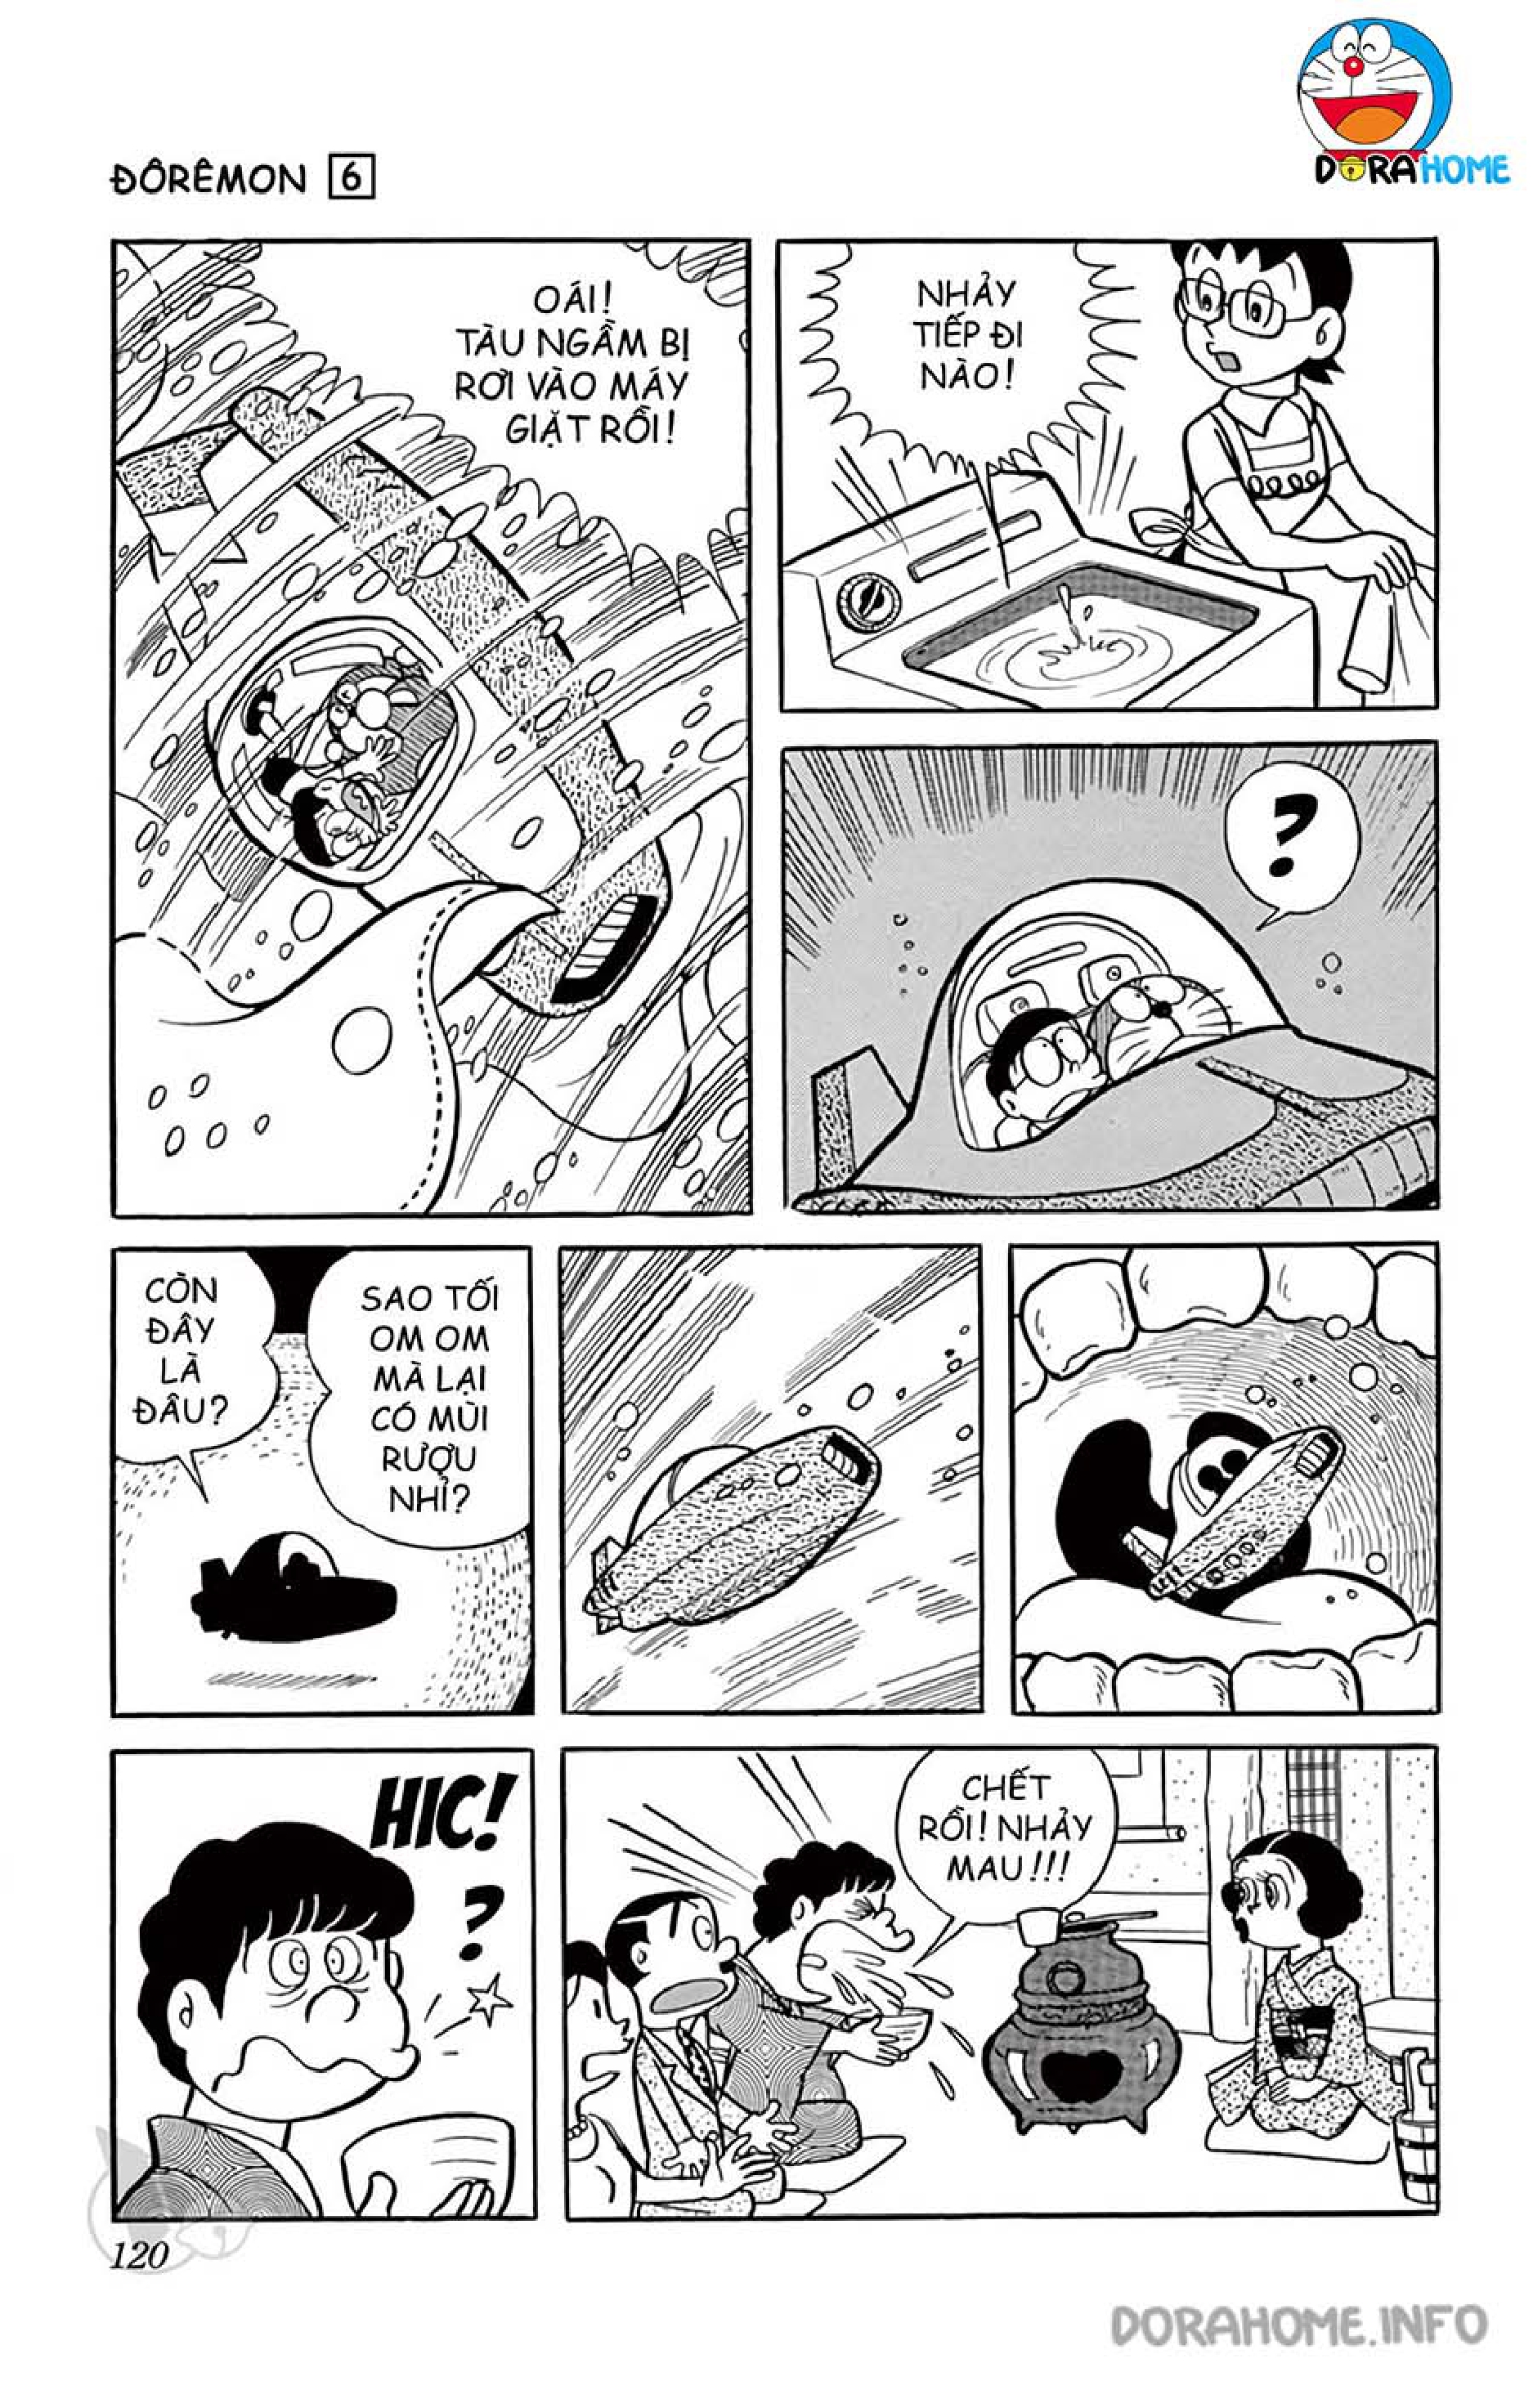 DORAHOME
ĐÔRÊMON 6
OÁI!
TÀU NGẦM BỊ
RƠI VÀO MÁY
GIẶT RỒI!
NHẢY
TIẾP ĐI
NÀO!
?
CÒN
ĐÂY
LÀ
ĐÂU?
SAO TỐI
OM OM
MÀ LẠI
CÓ MÙI
RƯỢU
NHỈ?
HIC!
?
CHẾT
RỒI! NHẢY
MAU!!!
120
DORAHOME.INFO